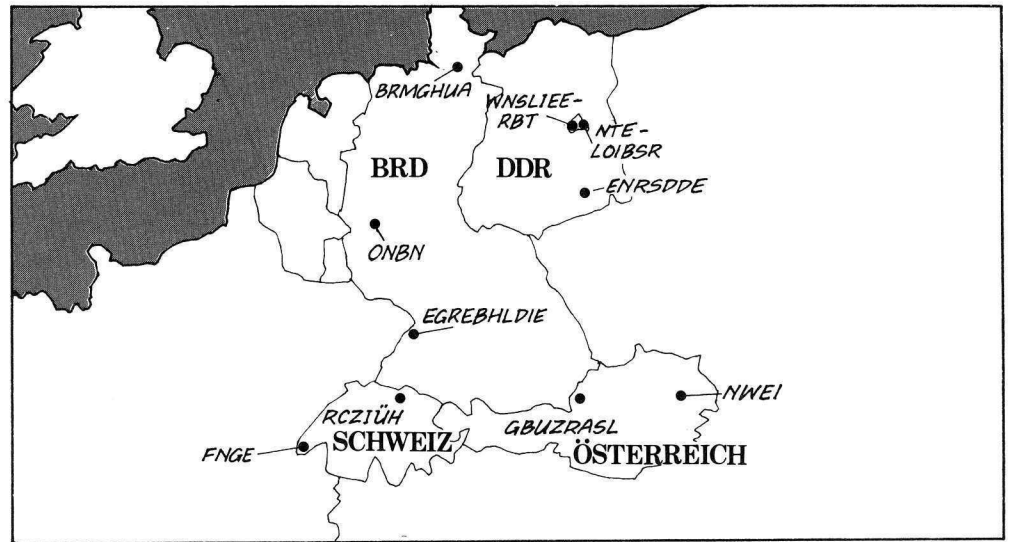 BRMGHUA
WNSLIEE-
RBT
NTE-
LOIBSR
BRD
DDR
ENRSDDE
ONBN
EGREBHLDIE
NWEI
RCZIÜH
GBUZRASL
FNGE
SCHWEIZ
ÖSTERREICH